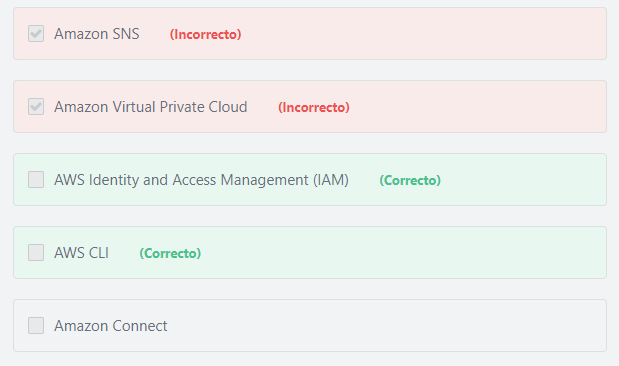 Amazon SNS (Incorrecto)
Amazon Virtual Private Cloud (Incorrecto)
AWS Identity and Access Management (IAM) (Correcto)
AWS CLI (Correcto)
Amazon Connect